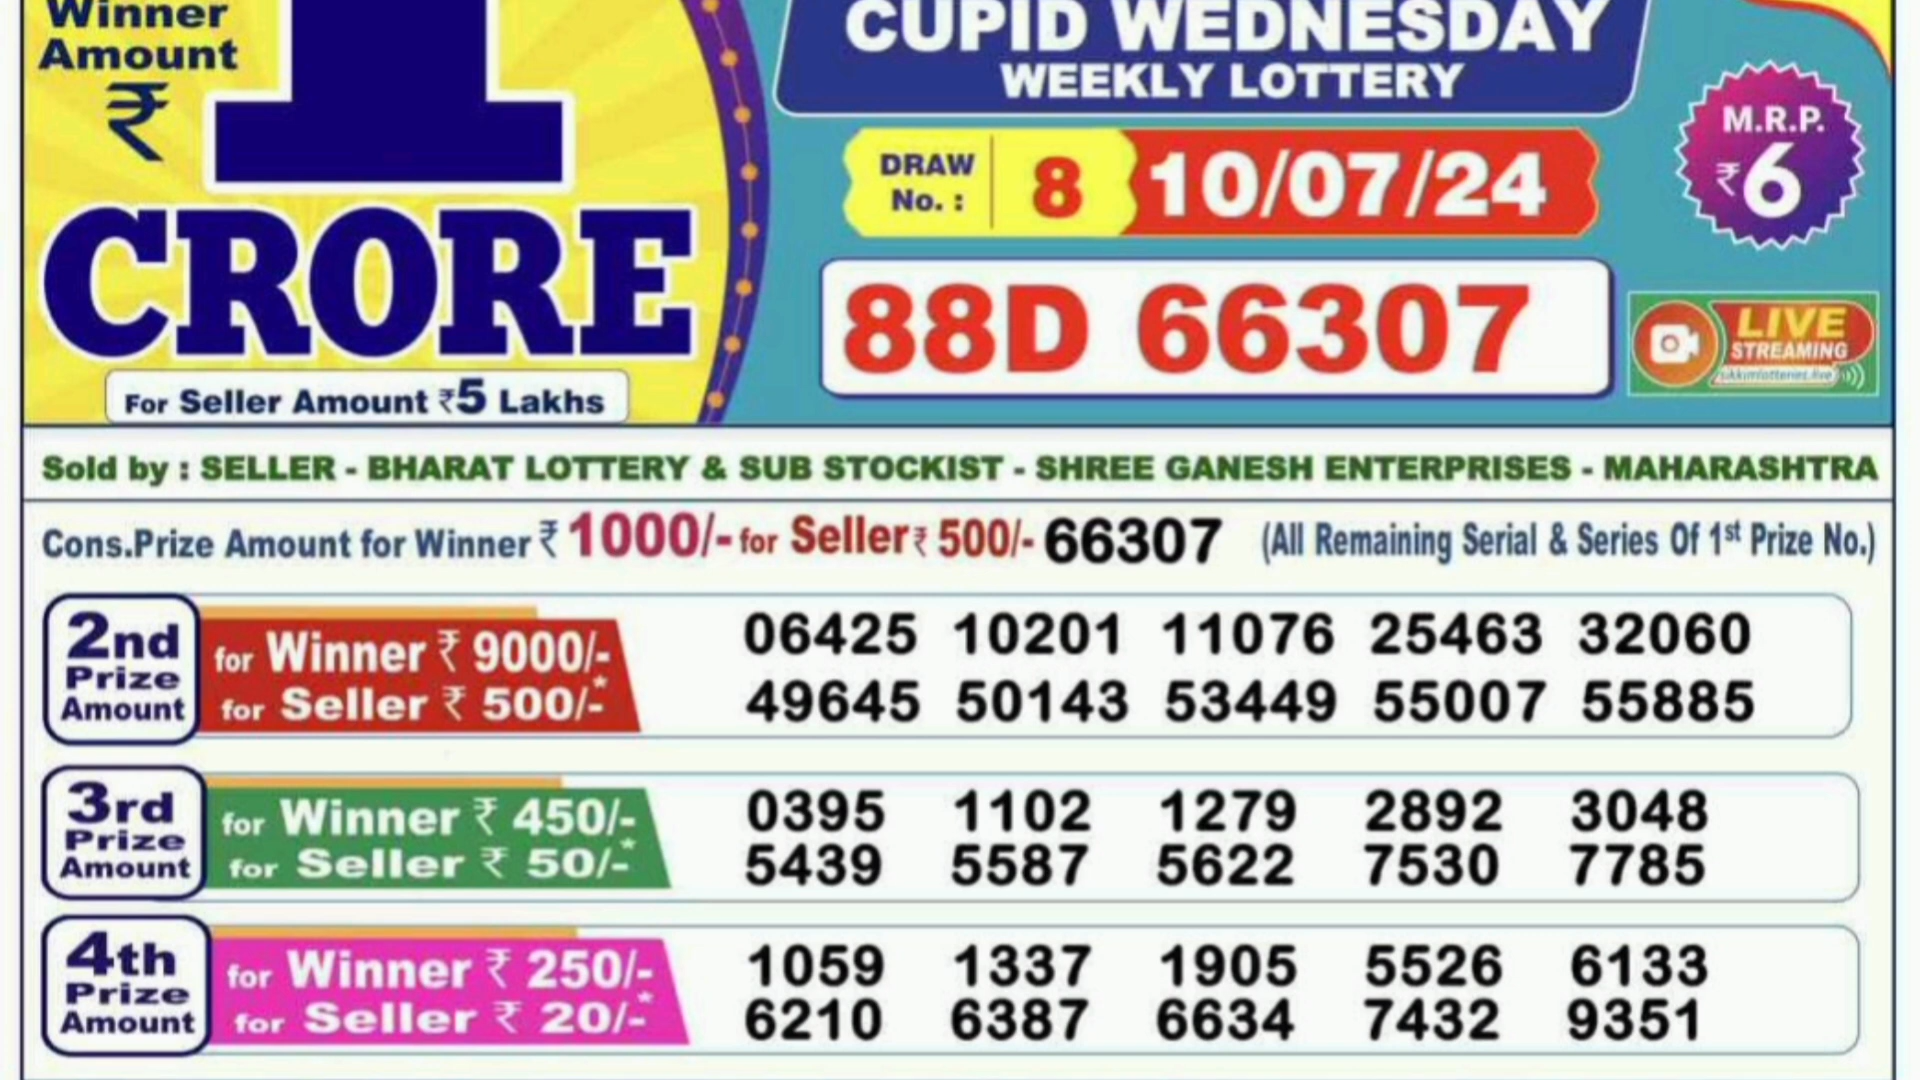 Winner
Amount
₹
1
CRORE
For Seller Amount ₹5 Lakhs
CUPID WEDNESDAY
WEEKLY LOTTERY
DRAW No. : 8 10/07/24
M.R.P.
₹6
88D 66307
LIVE
STREAMING
sikkimlotteries.live
Sold by : SELLER - BHARAT LOTTERY & SUB STOCKIST - SHREE GANESH ENTERPRISES - MAHARASHTRA
Cons.Prize Amount for Winner ₹ 1000/- for Seller ₹ 500/- 66307 (All Remaining Serial & Series Of 1st Prize No.)
2nd
Prize
Amount
for Winner ₹ 9000/-
for Seller ₹ 500/-*
06425 10201 11076 25463 32060
49645 50143 53449 55007 55885
3rd
Prize
Amount
for Winner ₹ 450/-
for Seller ₹ 50/-*
0395 1102 1279 2892 3048
5439 5587 5622 7530 7785
4th
Prize
Amount
for Winner ₹ 250/-
for Seller ₹ 20/-*
1059 1337 1905 5526 6133
6210 6387 6634 7432 9351